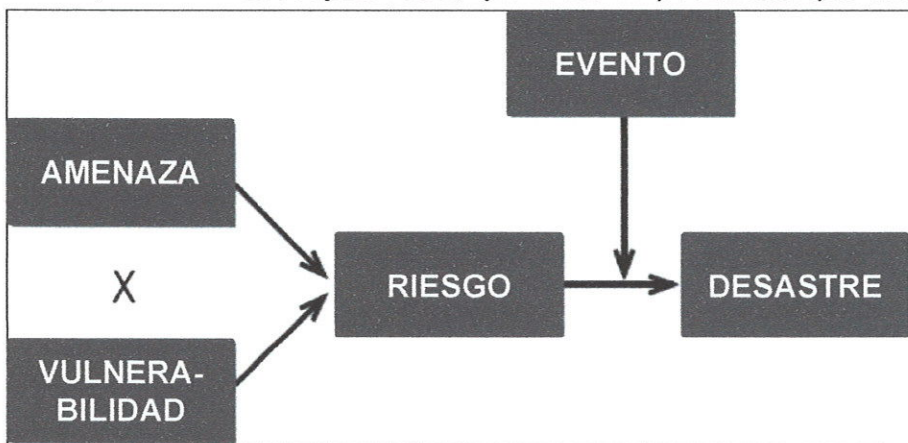 EVENTO
AMENAZA
X
RIESGO
DESASTRE
VULNERA-
BILIDAD